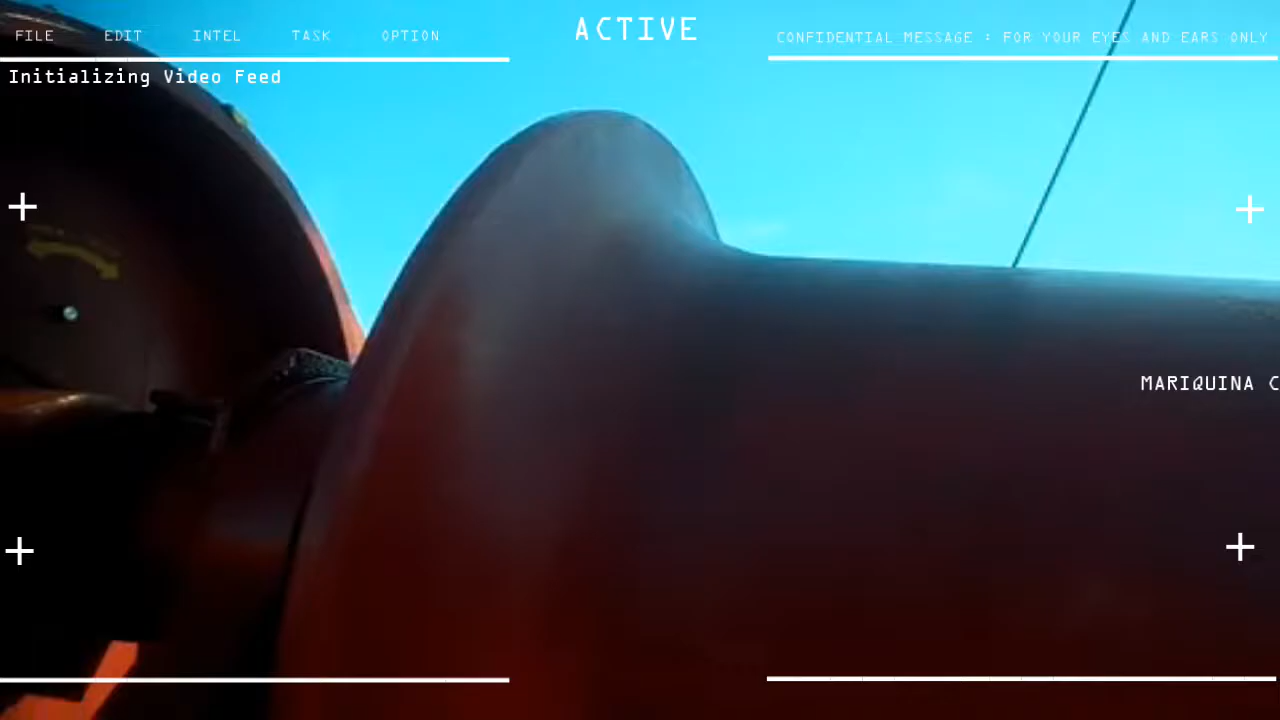 FILE EDIT INTEL TASK OPTION
ACTIVE
CONFIDENTIAL MESSAGE : FOR YOUR EYES AND EARS ONLY
Initializing Video Feed
MARIQUINA C